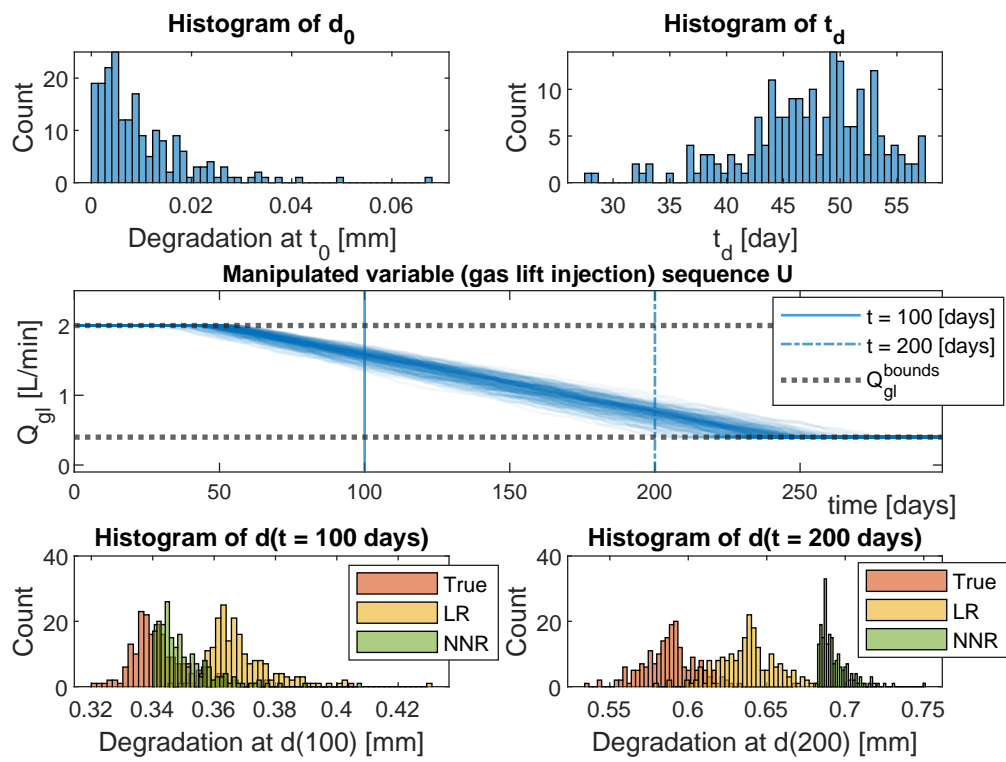 Histogram of d0
Count
20
10
0
0
0.02
0.04
0.06
Degradation at t0 [mm]
Histogram of td
Count
10
5
0
30
35
40
45
50
55
td [day]
Manipulated variable (gas lift injection) sequence U
Qgl [L/min]
2
1
0
0
50
100
150
200
250
time [days]
t = 100 [days]
t = 200 [days]
Qglbounds
Histogram of d(t = 100 days)
Count
40
20
0
0.32
0.34
0.36
0.38
0.4
0.42
Degradation at d(100) [mm]
True
LR
NNR
Histogram of d(t = 200 days)
Count
40
20
0
0.55
0.6
0.65
0.7
0.75
Degradation at d(200) [mm]
True
LR
NNR